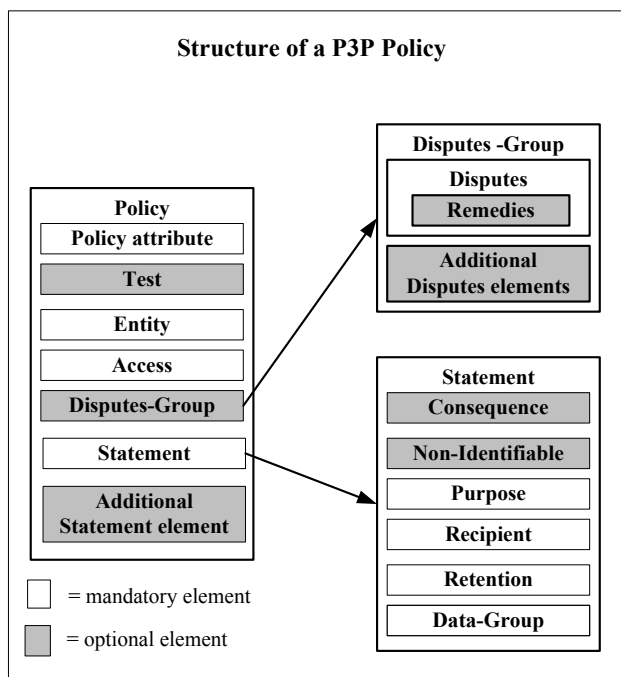 Structure of a P3P Policy
Policy
Policy attribute
Test
Entity
Access
Disputes-Group
Statement
Additional
Statement element
Disputes -Group
Disputes
Remedies
Additional
Disputes elements
Statement
Consequence
Non-Identifiable
Purpose
Recipient
Retention
Data-Group
= mandatory element
= optional element